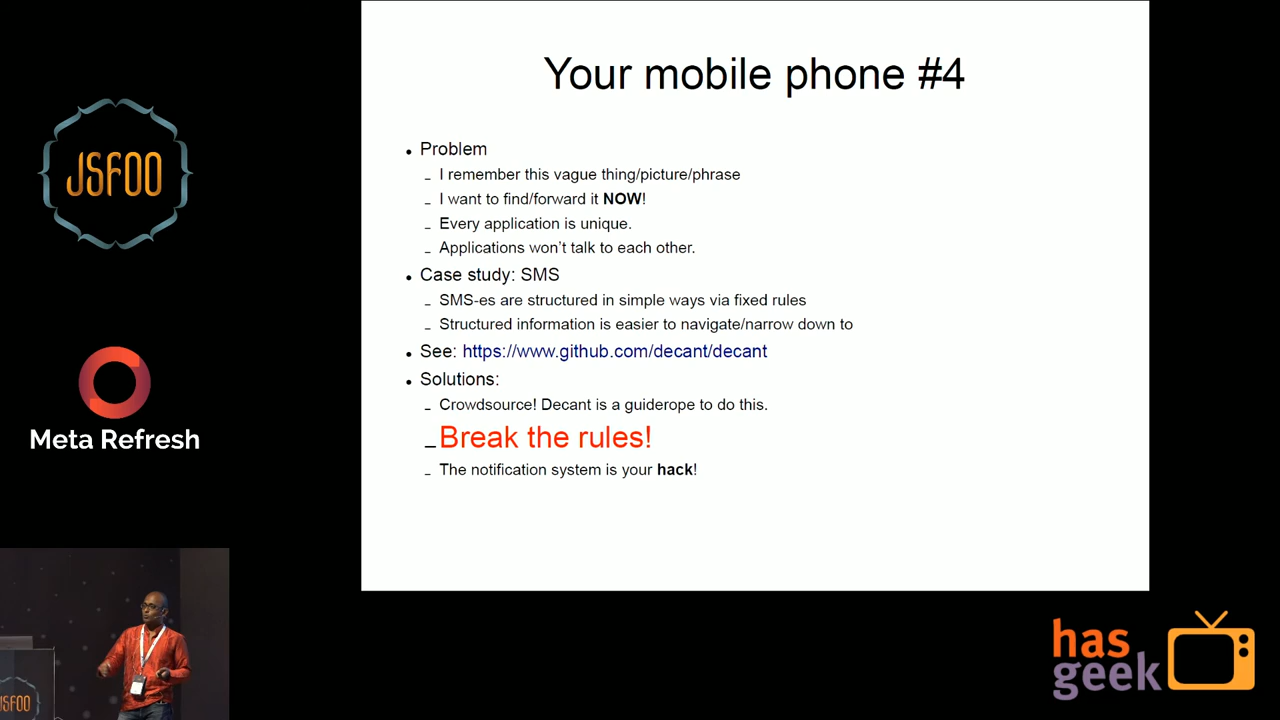 JSFOO
Meta Refresh
Your mobile phone #4
• Problem
– I remember this vague thing/picture/phrase
– I want to find/forward it NOW!
– Every application is unique.
– Applications won't talk to each other.
• Case study: SMS
– SMS-es are structured in simple ways via fixed rules
– Structured information is easier to navigate/narrow down to
• See: https://www.github.com/decant/decant
• Solutions:
– Crowdsource! Decant is a guiderope to do this.
– Break the rules!
– The notification system is your hack!
JSFOO
has
geek